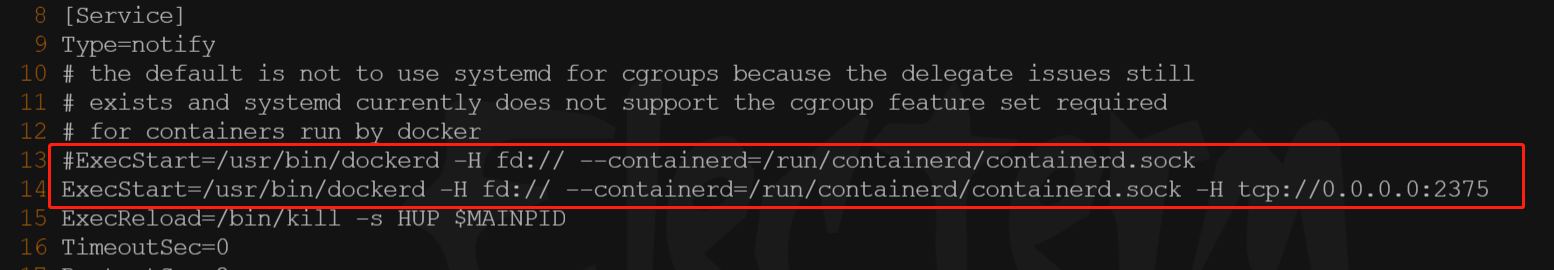 8 [Service]
9 Type=notify
10 # the default is not to use systemd for cgroups because the delegate issues still
11 # exists and systemd currently does not support the cgroup feature set required
12 # for containers run by docker
13 #ExecStart=/usr/bin/dockerd -H fd:// --containerd=/run/containerd/containerd.sock
14 ExecStart=/usr/bin/dockerd -H fd:// --containerd=/run/containerd/containerd.sock -H tcp://0.0.0.0:2375
15 ExecReload=/bin/kill -s HUP $MAINPID
16 TimeoutSec=0